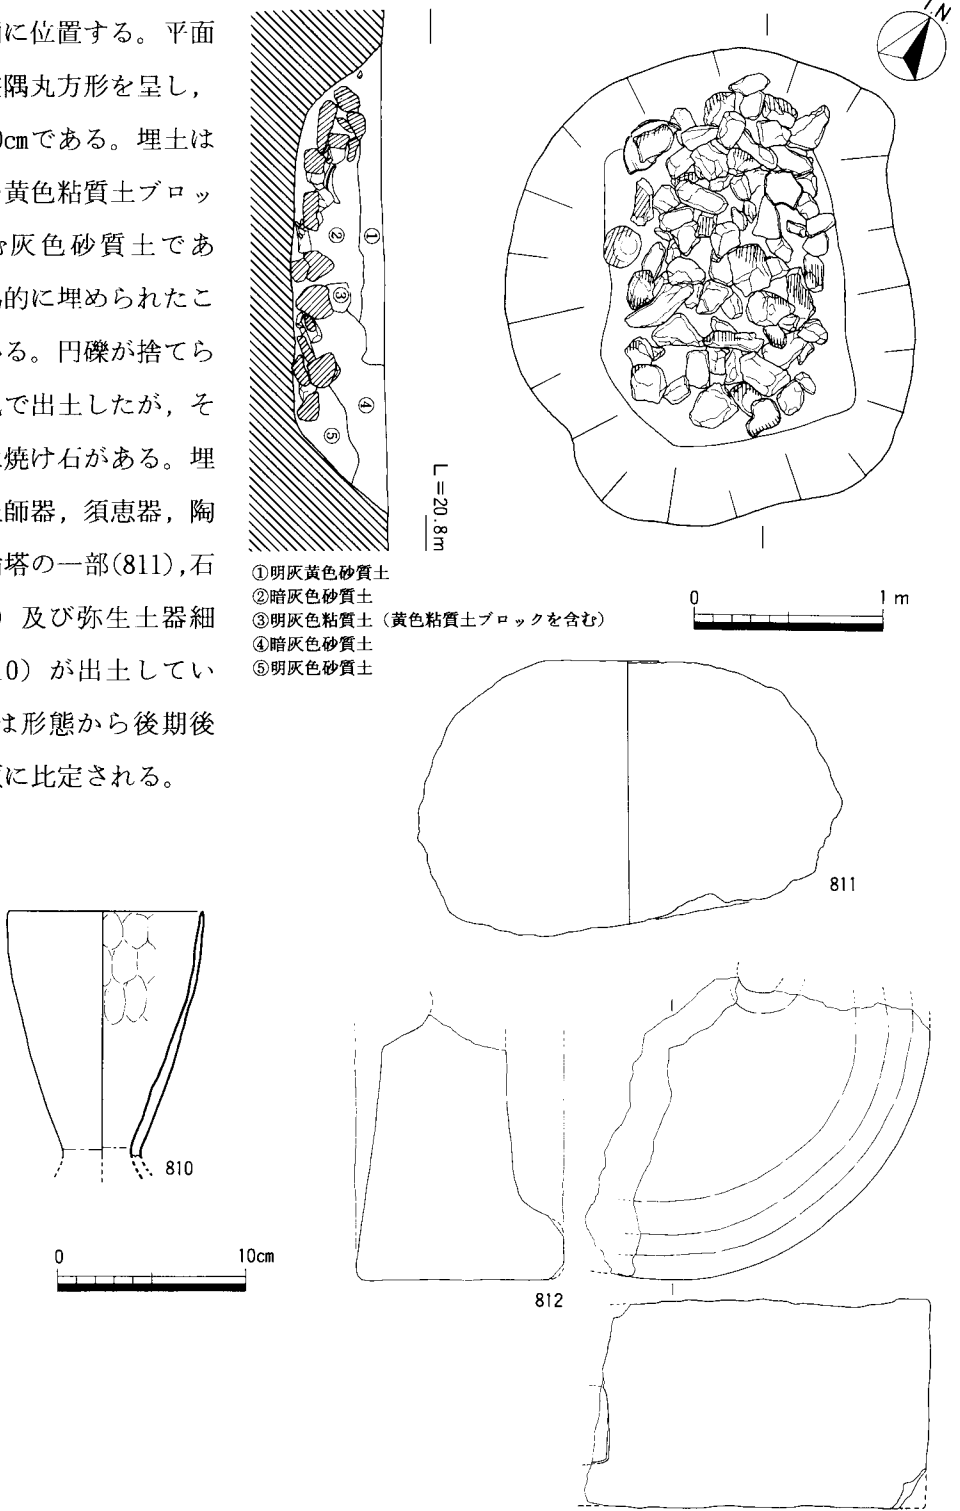 に位置する。平面
隅丸方形を呈し，
0cmである。埋土は
黄色粘質土ブロッ
灰色砂質土であ
的に埋められたこ
る。円礫が捨てら
で出土したが，そ
焼け石がある。埋
師器，須恵器，陶
塔の一部(811)，石
）及び弥生土器細
10）が出土してい
は形態から後期後
に比定される。
N.
①
②
③
④
⑤
L=20.8m
①明灰黄色砂質土
②暗灰色砂質土
③明灰色粘質土（黄色粘質土ブロックを含む）
④暗灰色砂質土
⑤明灰色砂質土
0 1m
811
810
0 10cm
812